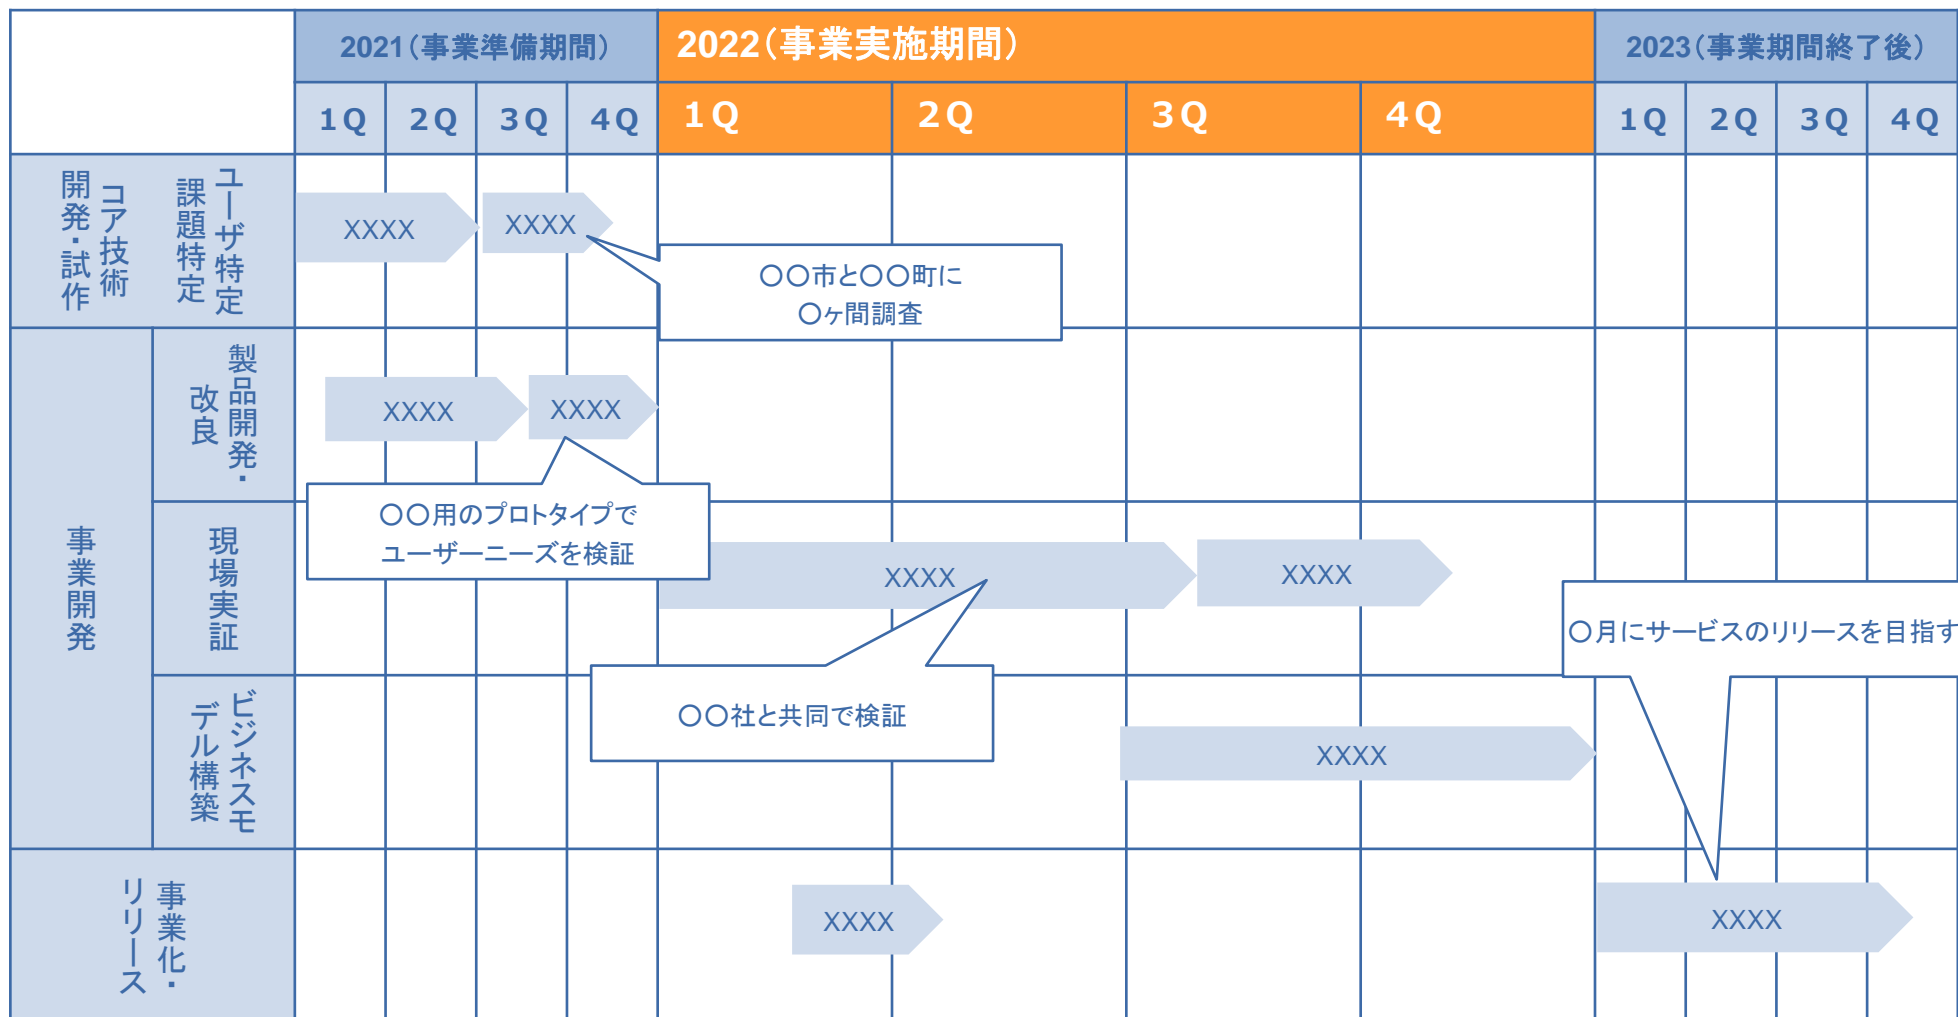 2021（事業準備期間）
2022（事業実施期間）
2023（事業期間終了後）
１Ｑ
２Ｑ
３Ｑ
４Ｑ
１Ｑ
２Ｑ
３Ｑ
４Ｑ
１Ｑ
２Ｑ
３Ｑ
４Ｑ
ユーザ特定
課題特定
コア技術
開発・試作
XXXX
XXXX
〇〇市と〇〇町に
〇ヶ間調査
事業開発
製品開発・
改良
XXXX
XXXX
〇〇用のプロトタイプで
ユーザーニーズを検証
現場実証
XXXX
XXXX
〇〇社と共同で検証
〇月にサービスのリリースを目指す
ビジネスモ
デル構築
XXXX
事業化・
リリース
XXXX
XXXX